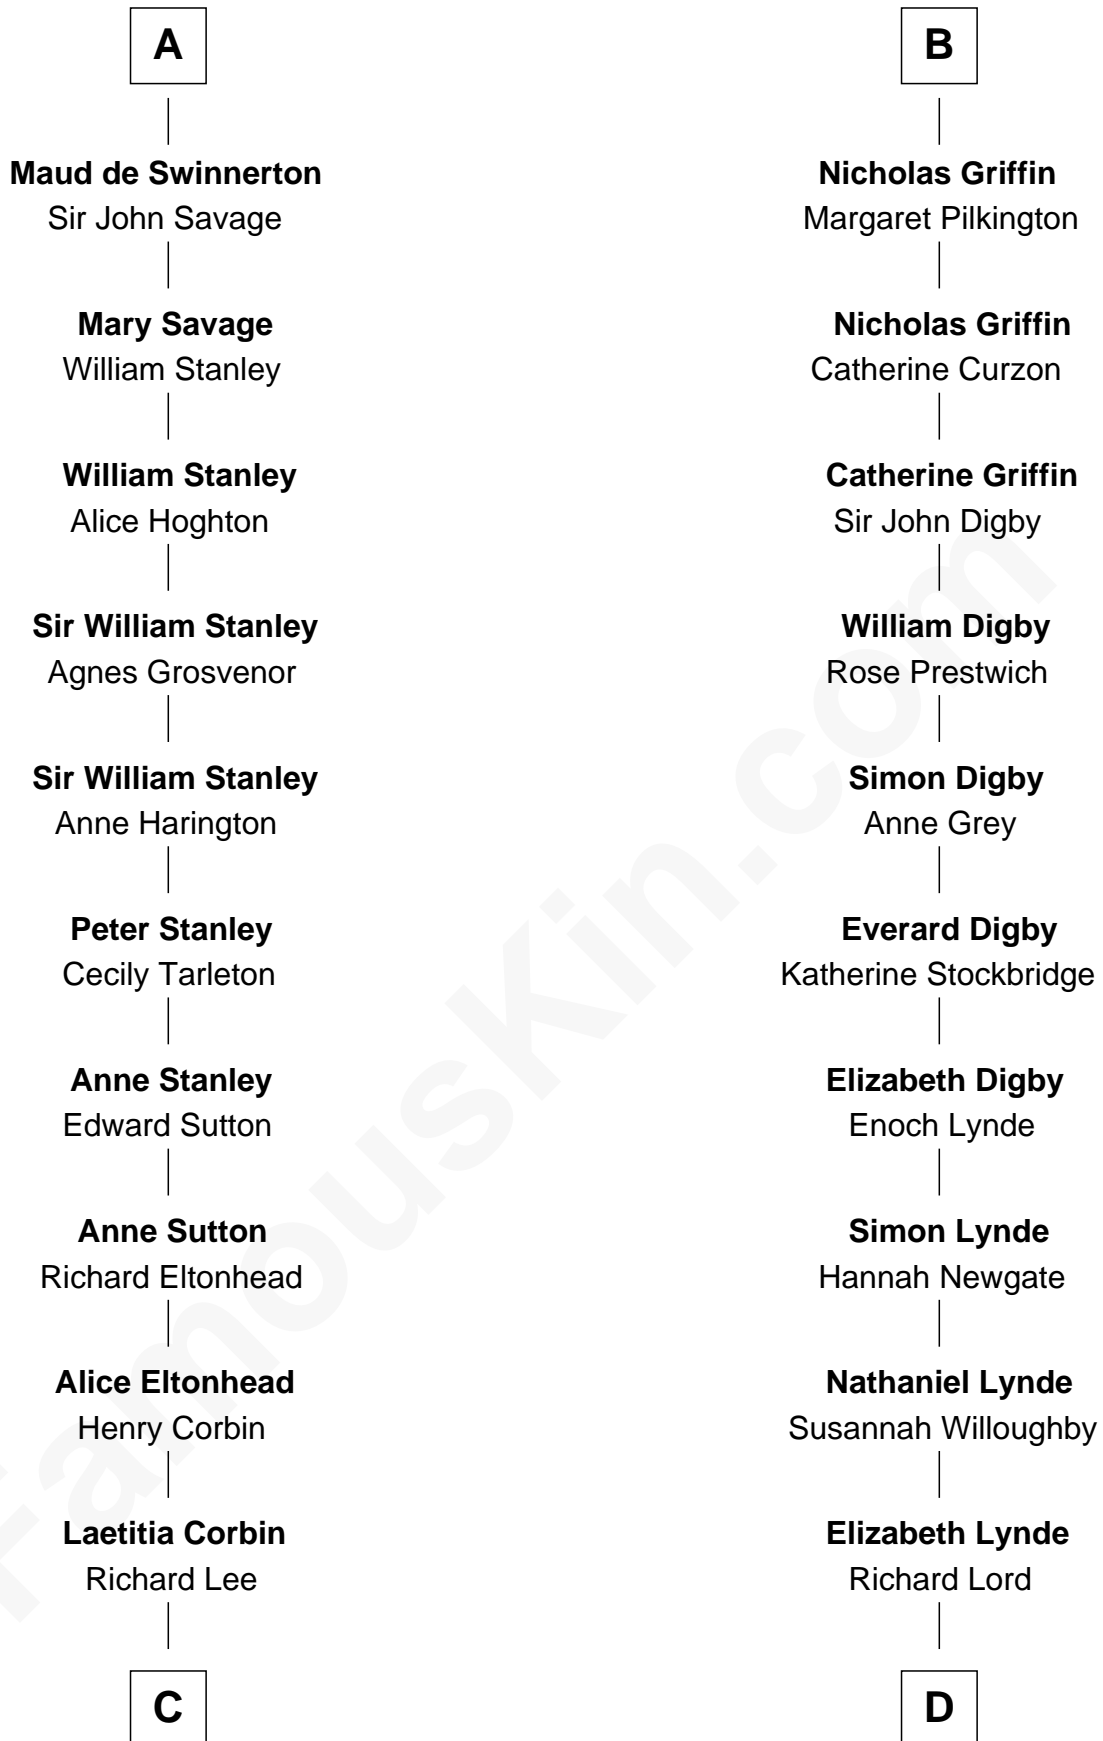 A
Maud de Swinnerton
Sir John Savage
Mary Savage
William Stanley
William Stanley
Alice Hoghton
Sir William Stanley
Agnes Grosvenor
Sir William Stanley
Anne Harington
Peter Stanley
Cecily Tarleton
Anne Stanley
Edward Sutton
Anne Sutton
Richard Eltonhead
Alice Eltonhead
Henry Corbin
Laetitia Corbin
Richard Lee
C
B
Nicholas Griffin
Margaret Pilkington
Nicholas Griffin
Catherine Curzon
Catherine Griffin
Sir John Digby
William Digby
Rose Prestwich
Simon Digby
Anne Grey
Everard Digby
Katherine Stockbridge
Elizabeth Digby
Enoch Lynde
Simon Lynde
Hannah Newgate
Nathaniel Lynde
Susannah Willoughby
Elizabeth Lynde
Richard Lord
D
FamousKin.com